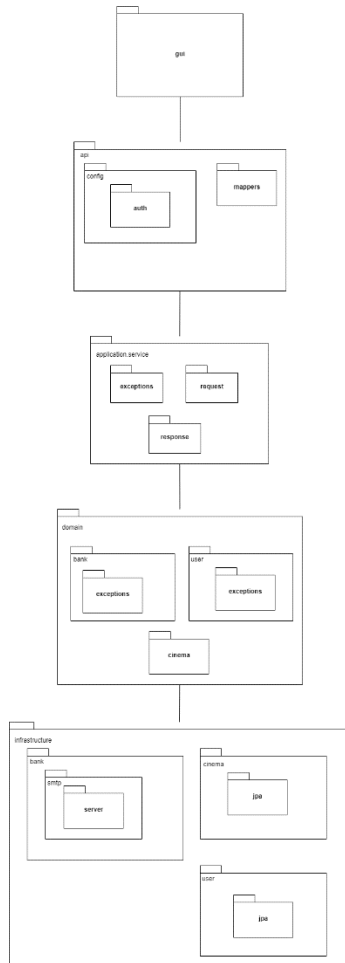 gui
api
config
auth
mappers
application.service
exceptions
request
response
domain
bank
user
exceptions
exceptions
cinema
infrastructure
bank
cinema
smtp
server
jpa
user
jpa